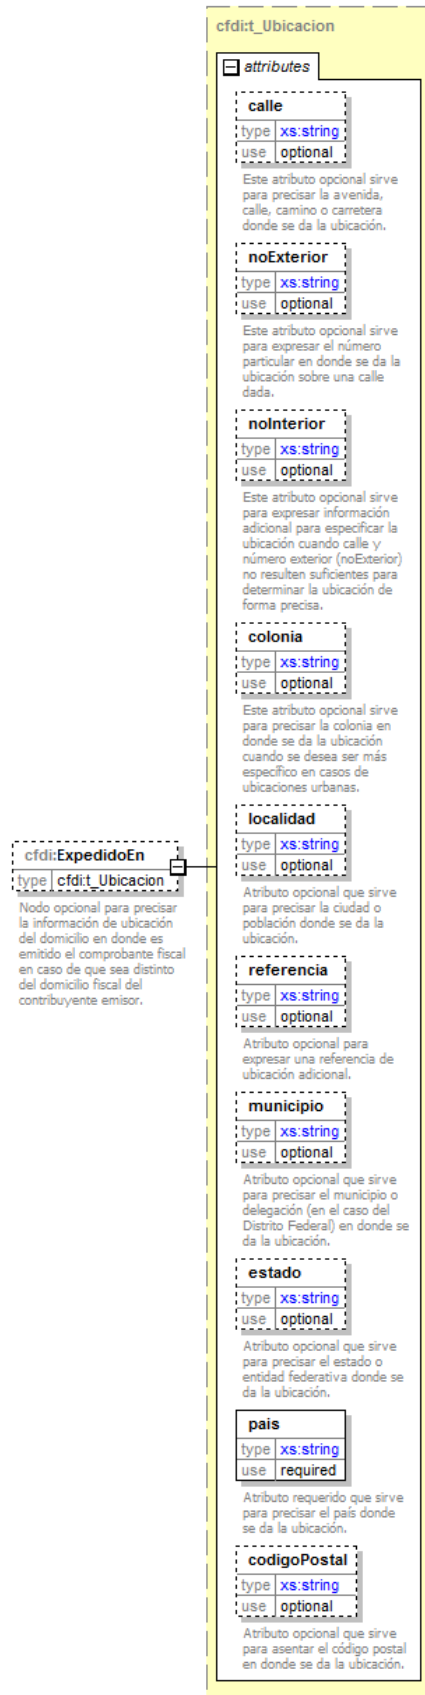 cfdi:t_Ubicacion
attributes
calle
type xs:string
use optional
Este atributo opcional sirve
para precisar la avenida,
calle, camino o carretera
donde se da la ubicación.
noExterior
type xs:string
use optional
Este atributo opcional sirve
para expresar el número
particular en donde se da la
ubicación sobre una calle
dada.
noInterior
type xs:string
use optional
Este atributo opcional sirve
para expresar información
adicional para especificar la
ubicación cuando calle y
número exterior (noExterior)
no resulten suficientes para
determinar la ubicación de
forma precisa.
colonia
type xs:string
use optional
Este atributo opcional sirve
para precisar la colonia en
donde se da la ubicación
cuando se desea ser más
específico en casos de
ubicaciones urbanas.
localidad
type xs:string
use optional
Atributo opcional que sirve
para precisar la ciudad o
población donde se da la
ubicación.
cfdi:ExpedidoEn
type cfdi:t_Ubicacion
Nodo opcional para precisar
la información de ubicación
del domicilio en donde es
emitido el comprobante fiscal
en caso de que sea distinto
del domicilio fiscal del
contribuyente emisor.
referencia
type xs:string
use optional
Atributo opcional para
expresar una referencia de
ubicación adicional.
municipio
type xs:string
use optional
Atributo opcional que sirve
para precisar el municipio o
delegación (en el caso del
Distrito Federal) en donde se
da la ubicación.
estado
type xs:string
use optional
Atributo opcional que sirve
para precisar el estado o
entidad federativa donde se
da la ubicación.
pais
type xs:string
use required
Atributo requerido que sirve
para precisar el país donde
se da la ubicación.
codigoPostal
type xs:string
use optional
Atributo opcional que sirve
para asentar el código postal
en donde se da la ubicación.